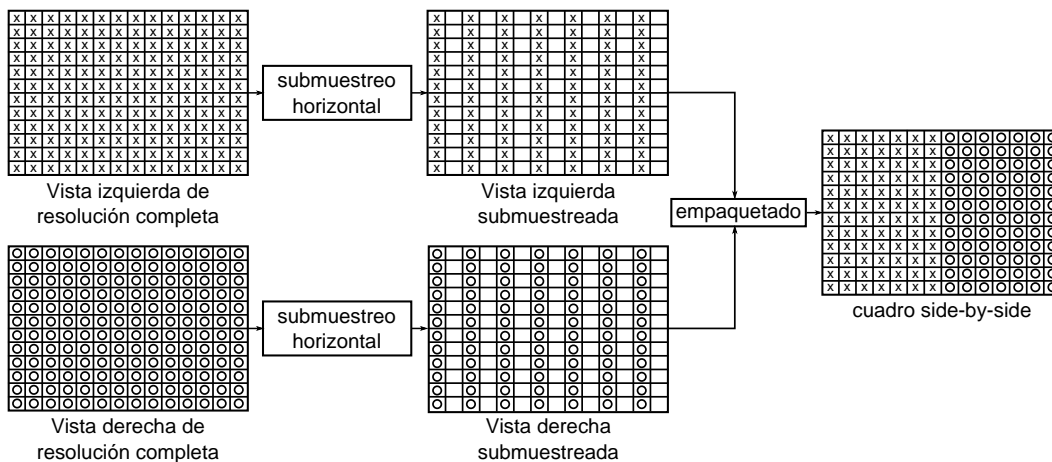 submuestreo
horizontal
Vista izquierda de
resolución completa
Vista izquierda
submuestreada
submuestreo
horizontal
Vista derecha de
resolución completa
Vista derecha
submuestreada
empaquetado
cuadro side-by-side